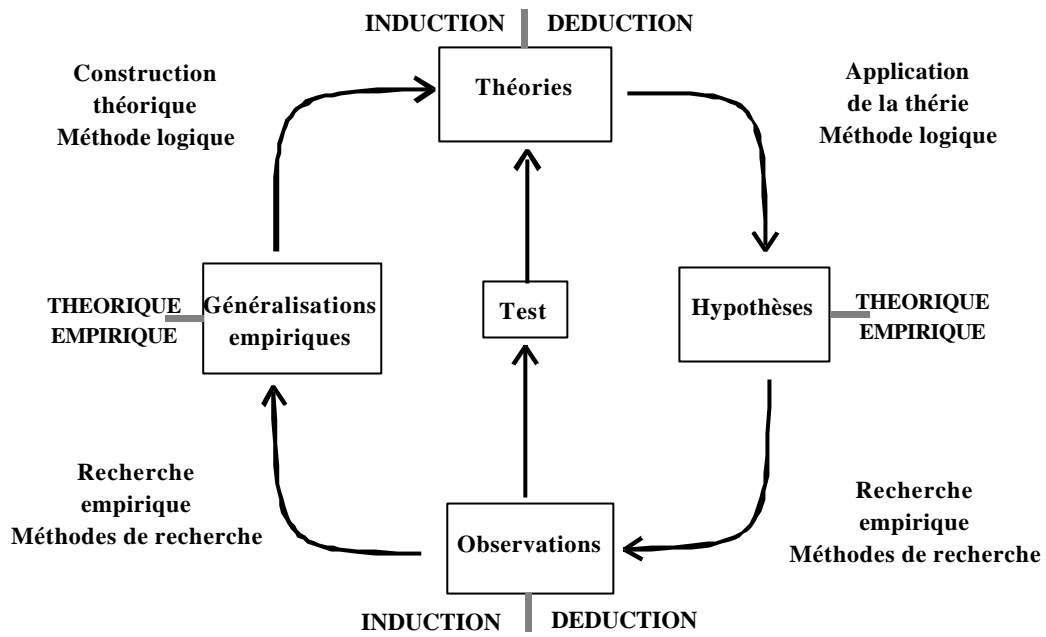 INDUCTION DEDUCTION
Théories
Construction
théorique
Méthode logique
Application
de la thérie
Méthode logique
THEORIQUE
EMPIRIQUE
Généralisations
empiriques
Test
Hypothèses
THEORIQUE
EMPIRIQUE
Recherche
empirique
Méthodes de recherche
Observations
Recherche
empirique
Méthodes de recherche
INDUCTION DEDUCTION